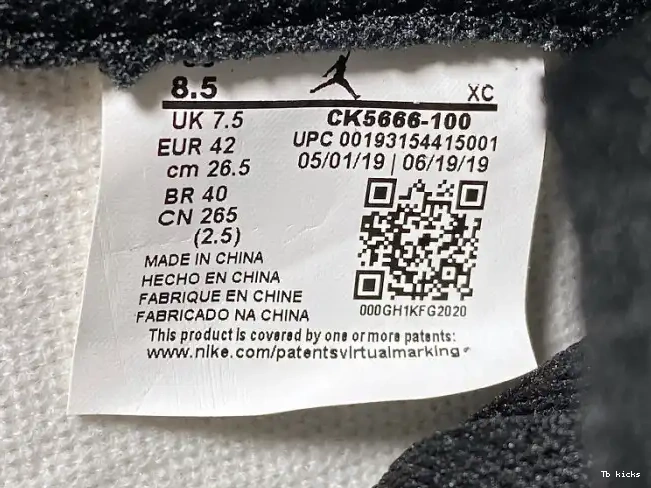 8.5
XC
UK 7.5
CK5666-100
EUR 42
UPC 00193154415001
cm 26.5
05/01/19 | 06/19/19
BR 40
CN 265
(2.5)
MADE IN CHINA
HECHO EN CHINA
FABRIQUE EN CHINE
FABRICADO NA CHINA
000GH1KFG2020
This product is covered by one or more patents:
www.nike.com/patentsvirtualmarking
Tb kicks